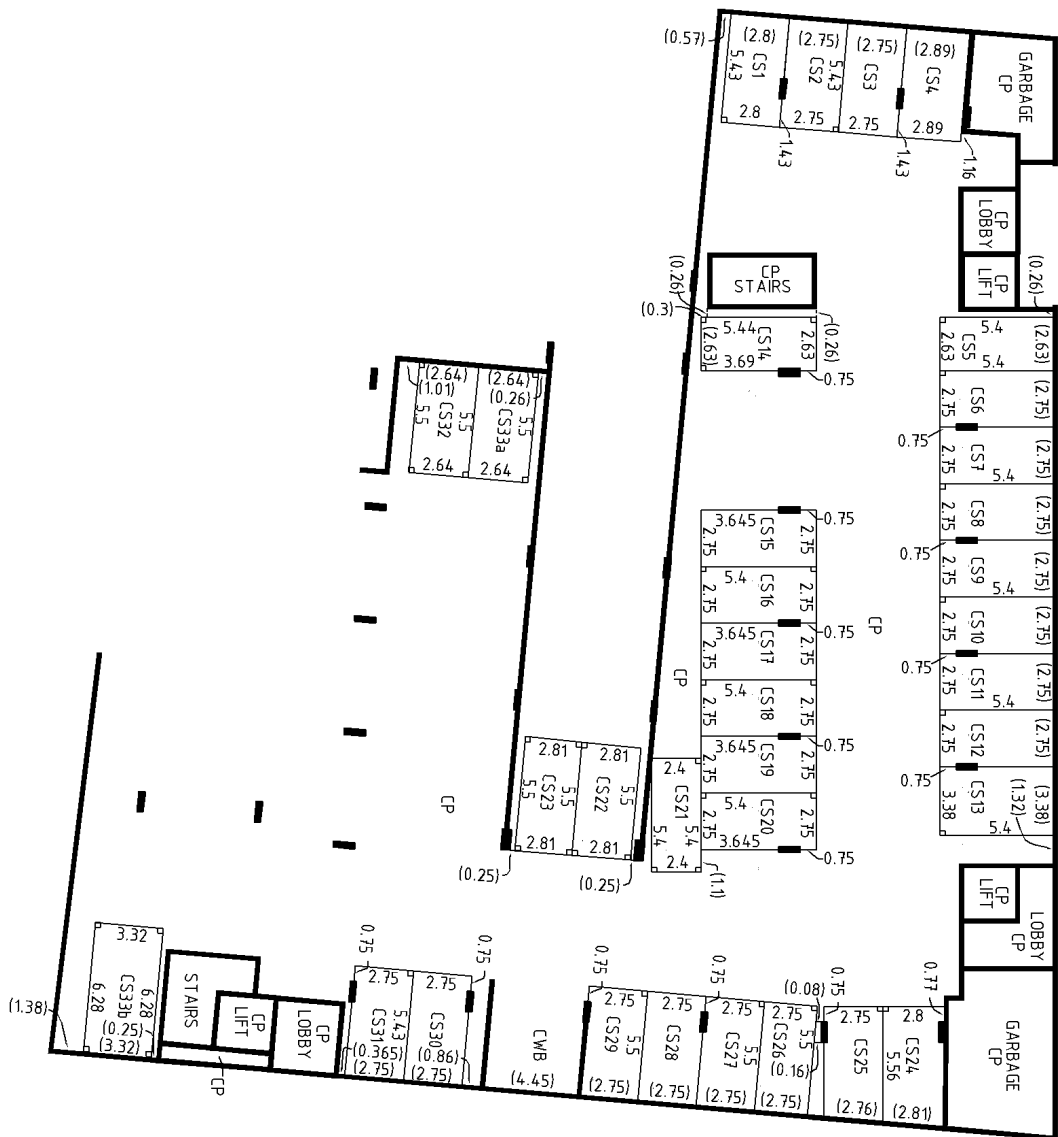 (0.57)
(2.8)
CS1
5.43
2.8
(2.75)
CS2
5.43
2.75
(2.75)
CS3
2.75
(2.89)
CS4
2.89
GARBAGE
CP
1.43
1.43
1.16
CP
LOBBY
CP
LIFT
(0.26)
CP
STAIRS
(0.26)
(0.3)
(0.26)
5.44
CS14
2.63
(2.63)
3.69
0.75
5.4
(2.63)
CS5
2.63
5.4
(2.75)
CS6
2.75
0.75
(2.75)
CS7
2.75
5.4
(2.75)
CS8
2.75
0.75
(2.75)
CS9
2.75
5.4
(2.75)
CS10
2.75
0.75
(2.75)
CS11
2.75
5.4
(2.75)
CS12
2.75
0.75
(1.32)
(3.38)
CS13
3.38
5.4
(2.64)
(1.01)
CS32
5.5
5.5
2.64
(2.64)
(0.26)
CS33a
5.5
2.64
0.75
3.645
CS15
2.75
2.75
5.4
CS16
2.75
2.75
0.75
3.645
CS17
2.75
2.75
5.4
CS18
2.75
2.75
0.75
3.645
CS19
2.75
2.75
5.4
CS20
2.75
2.75
3.645
0.75
CP
CP
2.4
CS21
5.4
5.4
2.4
(1.1)
2.81
CS23
5.5
5.5
2.81
2.81
CS22
5.5
2.81
(0.25)
(0.25)
CP
CP
LIFT
LOBBY
CP
GARBAGE
CP
3.32
CS33b
6.28
6.28
(0.25)
(3.32)
(1.38)
STAIRS
CP
LIFT
CP
LOBBY
CP
0.75
2.75
CS31
5.43
(0.365)
(2.75)
0.75
2.75
CS30
(0.86)
(2.75)
CWB
(4.45)
0.75
2.75
CS29
5.5
(2.75)
2.75
CS28
(2.75)
0.75
2.75
CS27
5.5
(2.75)
2.75
CS26
5.5
(0.16)
(2.75)
(0.08)
0.75
2.75
CS25
(2.76)
0.77
2.8
CS24
5.56
(2.81)